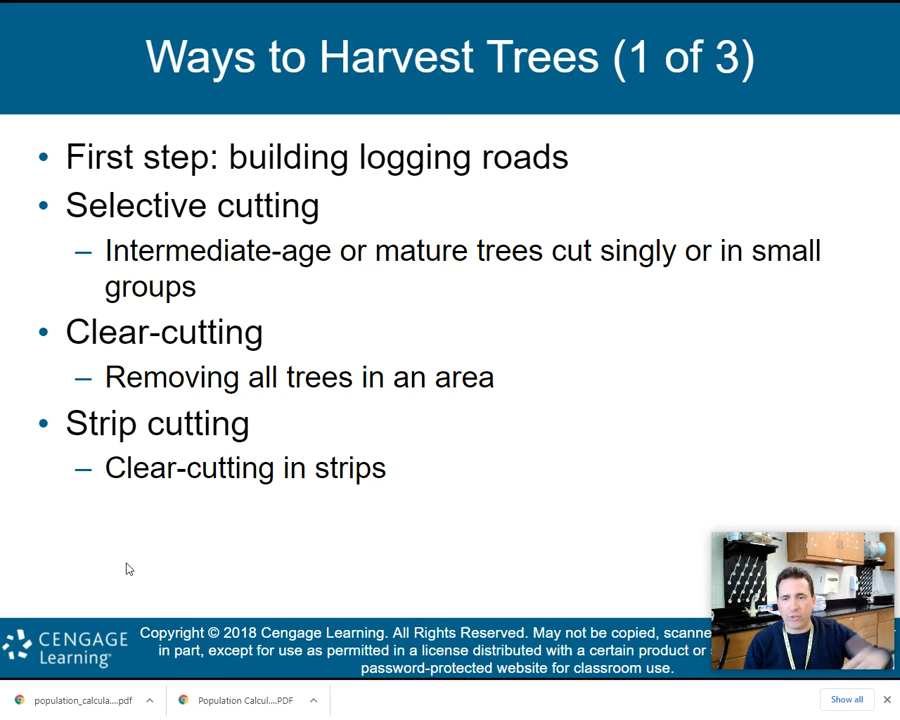 Ways to Harvest Trees (1 of 3)
• First step: building logging roads
• Selective cutting
– Intermediate-age or mature trees cut singly or in small
groups
• Clear-cutting
– Removing all trees in an area
• Strip cutting
– Clear-cutting in strips
CENGAGE
Learning
Copyright © 2018 Cengage Learning. All Rights Reserved. May not be copied,
in part, except for use as permitted in a license distributed with a certain product or
password-protected website for classroom use.
population_calcula....pdf
Population Calcul....PDF
Show all